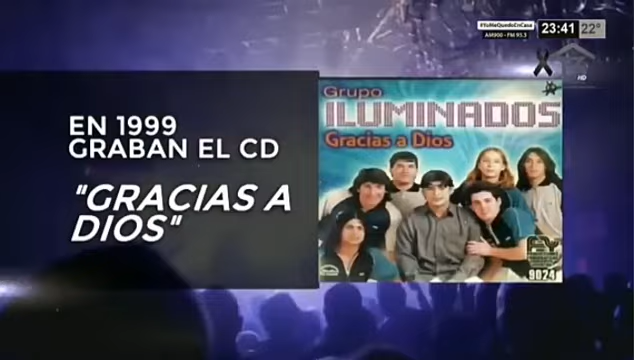 #YoMeQuedoEnCasa
AM900 - FM 95.3
23:41 22°
HD
EN 1999
GRABAN EL CD
"GRACIAS A
DIOS"
Grupo
ILUMINADOS
Gracias a Dios
9024